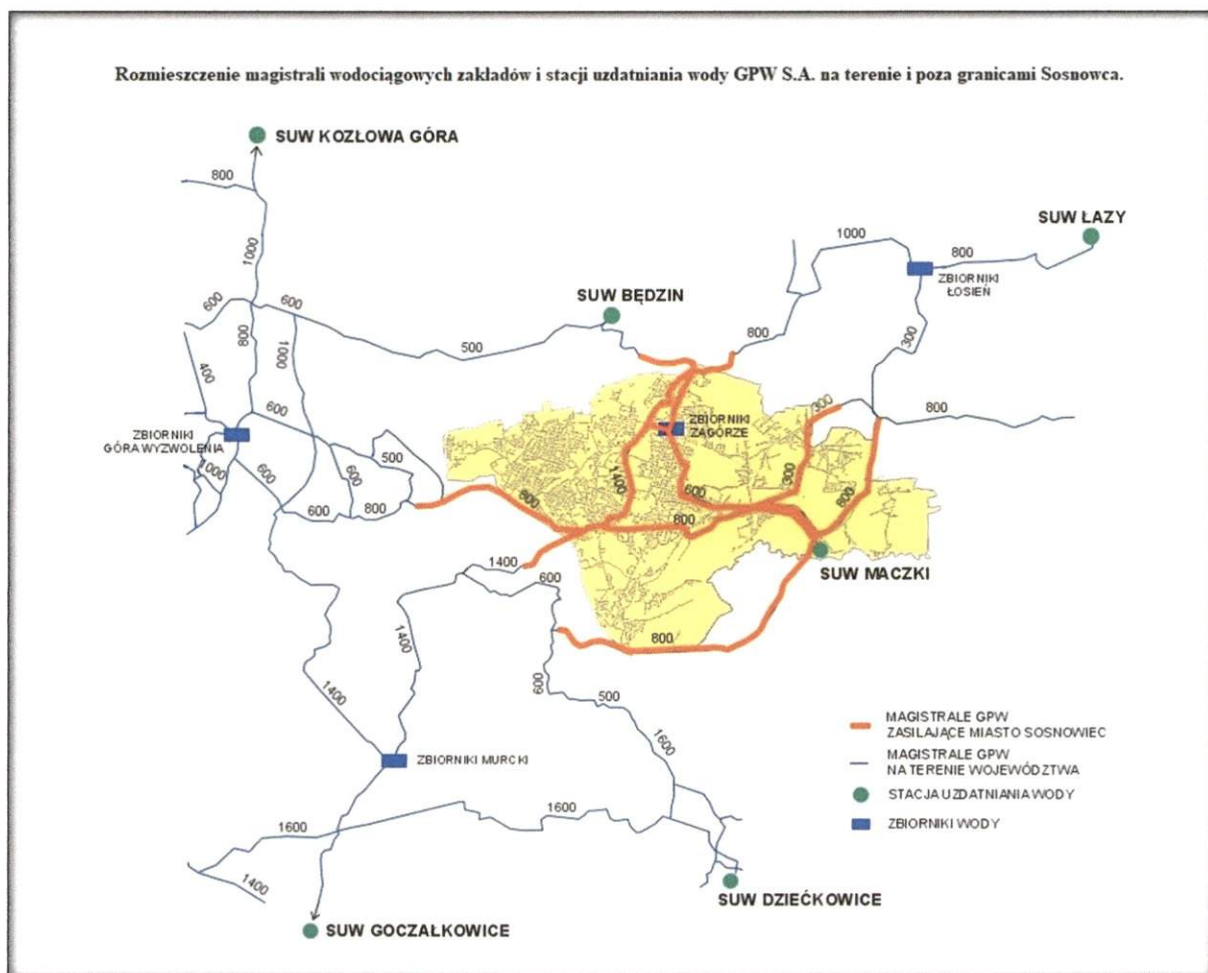 Rozmieszczenie magistrali wodociągowych zakładów i stacji uzdatniania wody GPW S.A. na terenie i poza granicami Sosnowca.
SUW KOZŁOWA GÓRA
800
1000
SUW ŁAZY
1000
800
ZBIORNIKI
ŁOSIEŃ
600
600
800
1000
SUW BĘDZIN
500
800
300
400
600
ZBIORNIKI
GÓRA WYZWOLENIA
ZBIORNIKI
ZAGÓRZE
300
800
500
1000
600
600
1400
300
600
800
600
800
800
800
SUW MACZKI
1400
600
1400
800
600
500
1400
1600
ZBIORNIKI MURCKI
MAGISTRALE GPW
ZASILAJĄCE MIASTO SOSNOWIEC
MAGISTRALE GPW
NA TERENIE WOJEWÓDZTWA
STACJA UZDATNIANIA WODY
ZBIORNIKI WODY
1600
1600
1400
SUW DZIEĆKOWICE
SUW GOCZAŁKOWICE